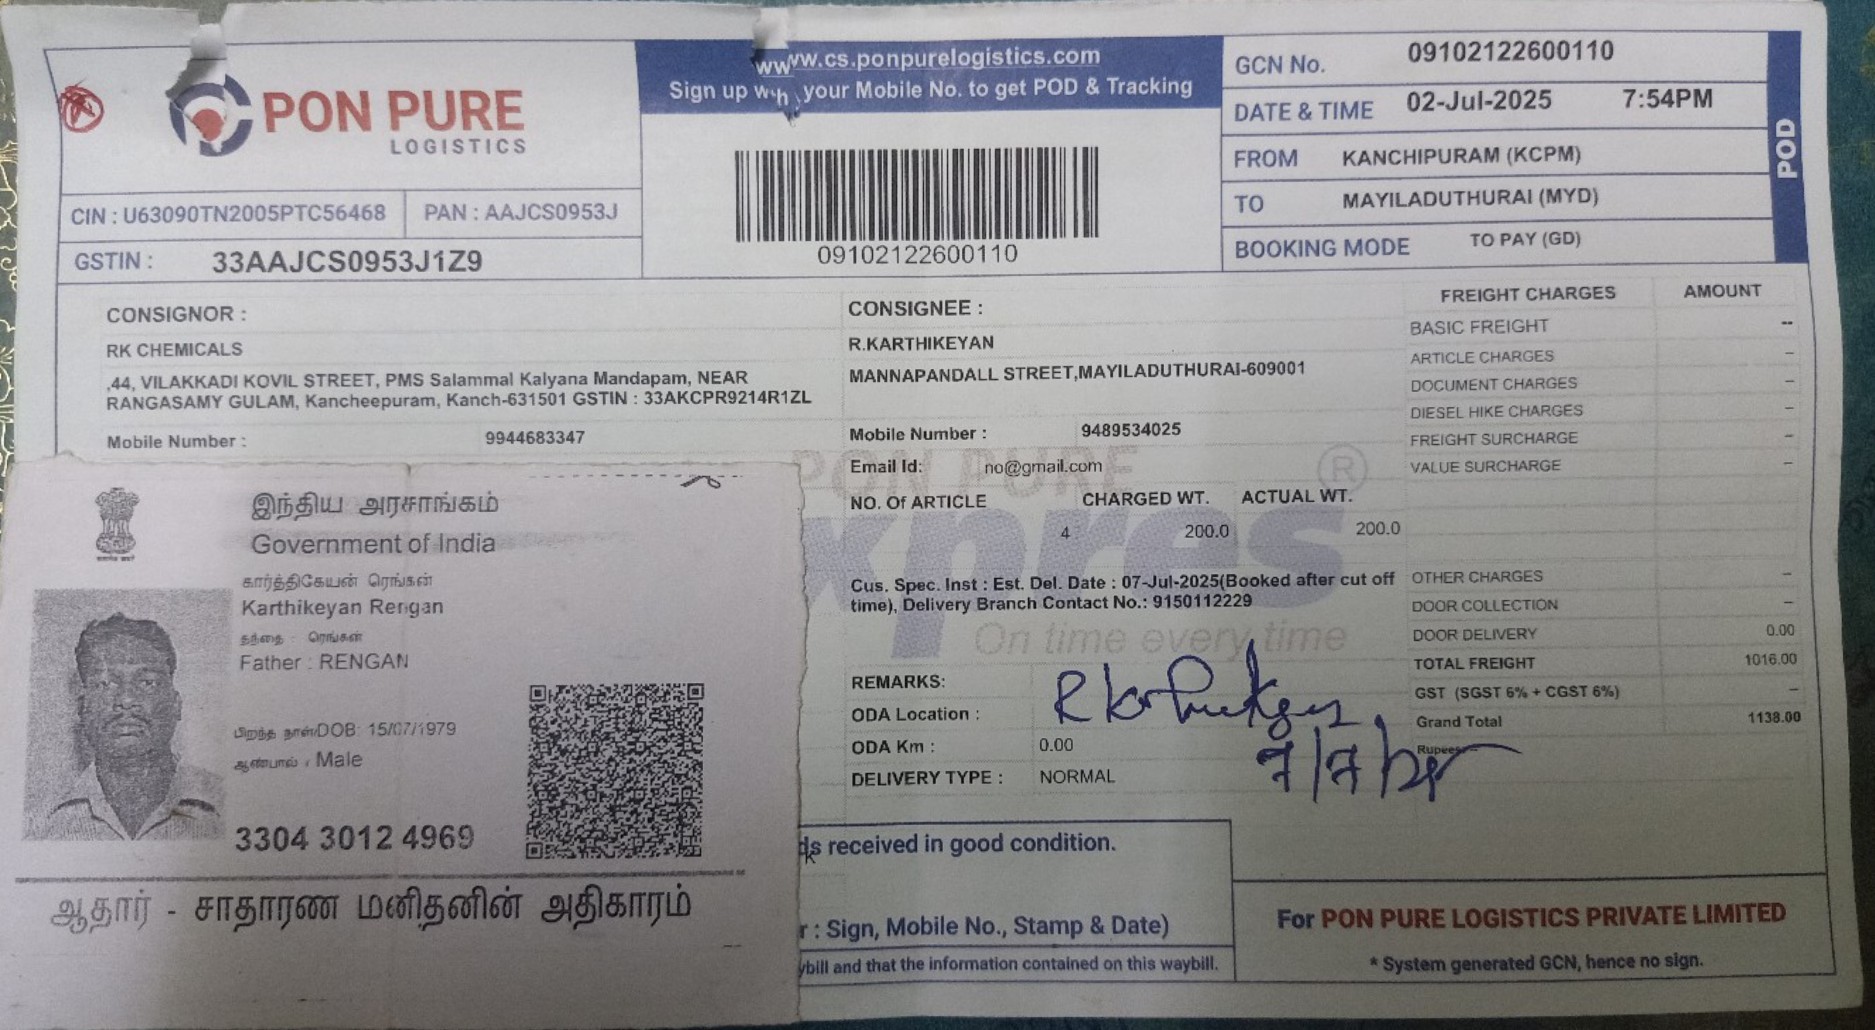 PON PURE
LOGISTICS
CIN : U63090TN2005PTC56468
PAN : AAJCS0953J
GSTIN : 33AAJCS0953J1Z9
www.cs.ponpurelogistics.com
Sign up with your Mobile No. to get POD & Tracking
09102122600110
GCN No. 09102122600110
DATE & TIME 02-Jul-2025 7:54PM
FROM KANCHIPURAM (KCPM)
TO MAYILADUTHURAI (MYD)
BOOKING MODE TO PAY (GD)
POD
CONSIGNOR :
RK CHEMICALS
,44, VILAKKADI KOVIL STREET, PMS Salammal Kalyana Mandapam, NEAR
RANGASAMY GULAM, Kancheepuram, Kanch-631501 GSTIN : 33AKCPR9214R1ZL
Mobile Number : 9944683347
CONSIGNEE :
R.KARTHIKEYAN
MANNAPANDALL STREET,MAYILADUTHURAI-609001
Mobile Number : 9489534025
Email Id: no@gmail.com
NO. Of ARTICLE CHARGED WT. ACTUAL WT.
4 200.0 200.0
PON PURE ®
xpres
On time every time
Cus. Spec. Inst : Est. Del. Date : 07-Jul-2025(Booked after cut off
time), Delivery Branch Contact No.: 9150112229
REMARKS:
ODA Location :
ODA Km : 0.00
DELIVERY TYPE : NORMAL
7/7/25
FREIGHT CHARGES AMOUNT
BASIC FREIGHT --
ARTICLE CHARGES –
DOCUMENT CHARGES –
DIESEL HIKE CHARGES –
FREIGHT SURCHARGE –
VALUE SURCHARGE –
OTHER CHARGES –
DOOR COLLECTION –
DOOR DELIVERY 0.00
TOTAL FREIGHT 1016.00
GST (SGST 6% + CGST 6%) –
Grand Total 1138.00
Rupees
இந்திய அரசாங்கம்
Government of India
கார்த்திகேயன் ரெங்கன்
Karthikeyan Rengan
தந்தை : ரெங்கன்
Father : RENGAN
பிறந்த நாள்/DOB: 15/07/1979
ஆண்பால் / Male
3304 3012 4969
ஆதார் - சாதாரண மனிதனின் அதிகாரம்
ds received in good condition.
r : Sign, Mobile No., Stamp & Date)
ybill and that the information contained on this waybill.
For PON PURE LOGISTICS PRIVATE LIMITED
* System generated GCN, hence no sign.